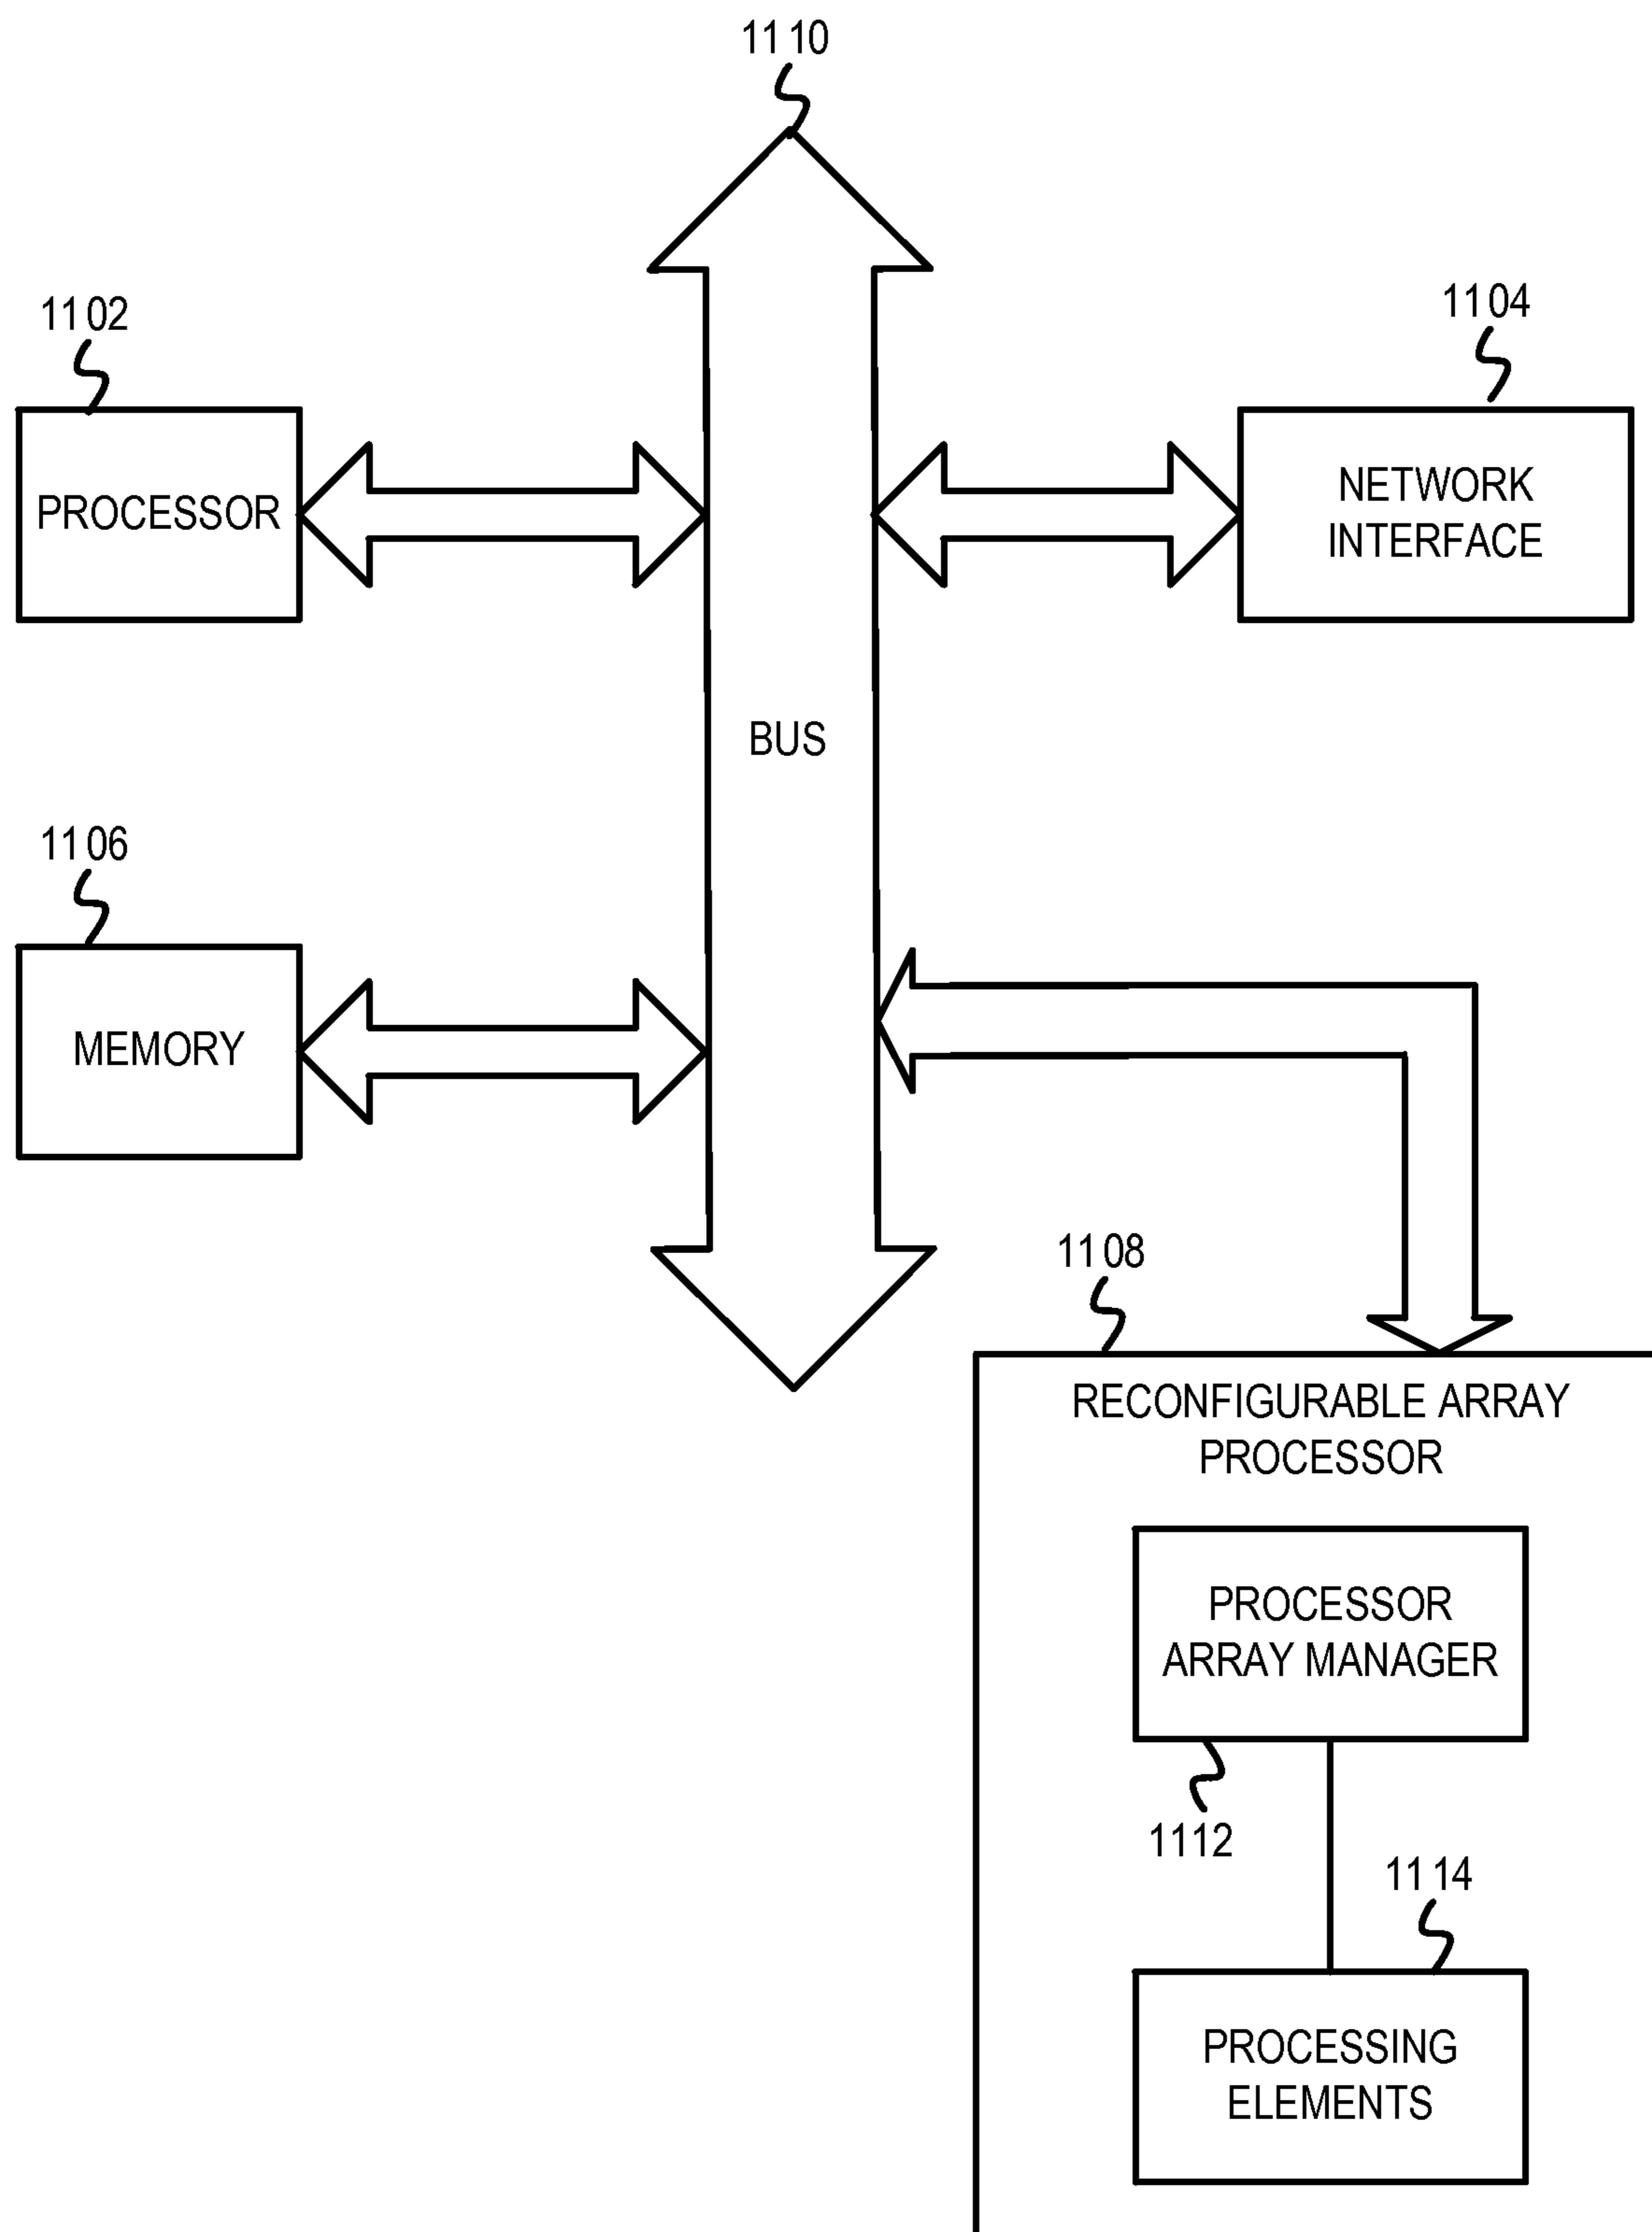 1110
1102
1104
PROCESSOR
NETWORK
INTERFACE
BUS
1106
MEMORY
1108
RECONFIGURABLE ARRAY
PROCESSOR
PROCESSOR
ARRAY MANAGER
1112
1114
PROCESSING
ELEMENTS